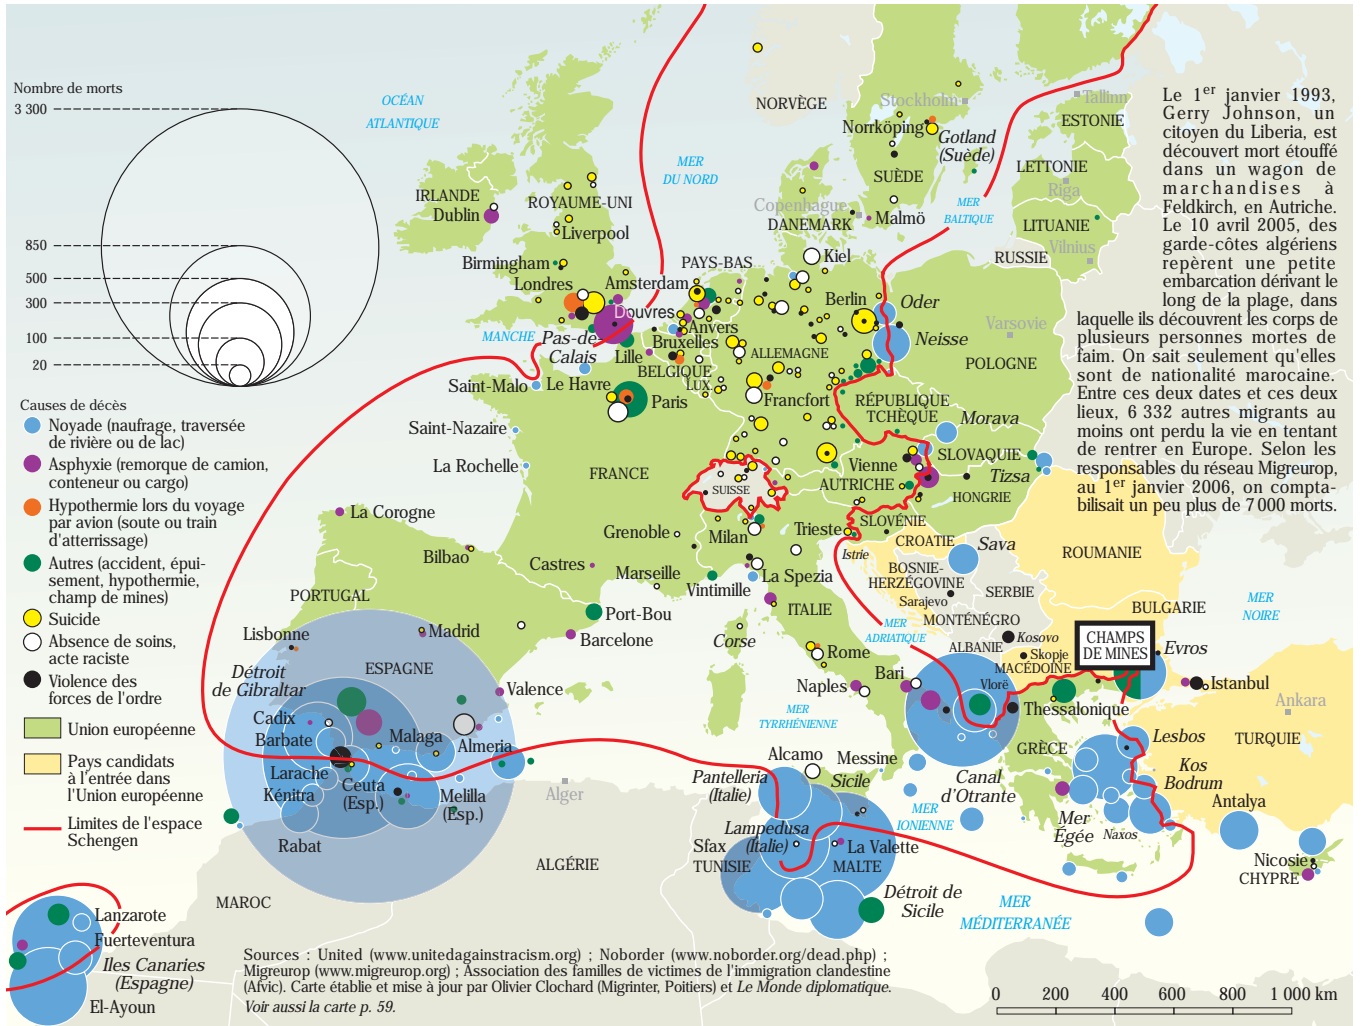 Nombre de morts
3 300
850
500
300
100
20
Causes de décès
Noyade (naufrage, traversée
de rivière ou de lac)
Asphyxie (remorque de camion,
conteneur ou cargo)
Hypothermie lors du voyage
par avion (soute ou train
d'atterrissage)
Autres (accident, épui-
sement, hypothermie,
champ de mines)
Suicide
Absence de soins,
acte raciste
Violence des
forces de l'ordre
Union européenne
Pays candidats
à l'entrée dans
l'Union européenne
Limites de l'espace
Schengen
OCÉAN
ATLANTIQUE
MER
DU NORD
NORVÈGE
Stockholm
Norrköping
Gotland
(Suède)
SUÈDE
Tallinn
ESTONIE
LETTONIE
Riga
LITUANIE
Vilnius
RUSSIE
MER
BALTIQUE
Copenhague
DANEMARK
Malmö
IRLANDE
Dublin
ROYAUME-UNI
Liverpool
Birmingham
Londres
Amsterdam
PAYS-BAS
Kiel
Berlin
Oder
Neisse
Varsovie
POLOGNE
Douvres
MANCHE
Pas-de-
Calais
Anvers
Bruxelles
Lille
BELGIQUE
LUX.
ALLEMAGNE
Francfort
Saint-Malo
Le Havre
Paris
RÉPUBLIQUE
TCHÈQUE
Morava
Saint-Nazaire
La Rochelle
FRANCE
SUISSE
Vienne
AUTRICHE
SLOVAQUIE
Tizsa
HONGRIE
La Corogne
Bilbao
Grenoble
Milan
Trieste
SLOVÉNIE
Istrie
CROATIE
Sava
ROUMANIE
Castres
Marseille
Vintimille
La Spezia
BOSNIE-
HERZÉGOVINE
Sarajevo
SERBIE
PORTUGAL
Port-Bou
Barcelone
Corse
ITALIE
MER
ADRIATIQUE
MONTÉNÉGRO
Kosovo
Skopje
MACÉDOINE
ALBANIE
BULGARIE
MER
NOIRE
CHAMPS
DE MINES
Evros
Istanbul
Ankara
Lisbonne
Madrid
Détroit
de Gibraltar
ESPAGNE
Valence
Rome
Naples
Bari
Vlorë
Thessalonique
MER
TYRRHÉNIENNE
Cadix
Barbate
Malaga
Almeria
Larache
Ceuta
(Esp.)
Kénitra
Melilla
(Esp.)
Rabat
Alger
ALGÉRIE
MAROC
Alcamo
Messine
Pantelleria
(Italie)
Sicile
Canal
d'Otrante
GRÈCE
Lesbos
Kos
Bodrum
TURQUIE
Antalya
Mer
Égée
Naxos
MER
IONIENNE
Lampedusa
(Italie)
Sfax
TUNISIE
La Valette
MALTE
Détroit de
Sicile
MER
MÉDITERRANÉE
Nicosie
CHYPRE
Lanzarote
Fuerteventura
Iles Canaries
(Espagne)
El-Ayoun
Le 1er janvier 1993,
Gerry Johnson, un
citoyen du Liberia, est
découvert mort étouffé
dans un wagon de
marchandises à
Feldkirch, en Autriche.
Le 10 avril 2005, des
garde-côtes algériens
repèrent une petite
embarcation dérivant le
long de la plage, dans
laquelle ils découvrent les corps de
plusieurs personnes mortes de
faim. On sait seulement qu'elles
sont de nationalité marocaine.
Entre ces deux dates et ces deux
lieux, 6 332 autres migrants au
moins ont perdu la vie en tentant
de rentrer en Europe. Selon les
responsables du réseau Migreurop,
au 1er janvier 2006, on compta-
bilisait un peu plus de 7 000 morts.
Sources : United (www.unitedagainstracism.org) ; Noborder (www.noborder.org/dead.php) ;
Migreurop (www.migreurop.org) ; Association des familles de victimes de l'immigration clandestine
(Afvic). Carte établie et mise à jour par Olivier Clochard (Migrinter, Poitiers) et Le Monde diplomatique.
Voir aussi la carte p. 59.
0 200 400 600 800 1 000 km